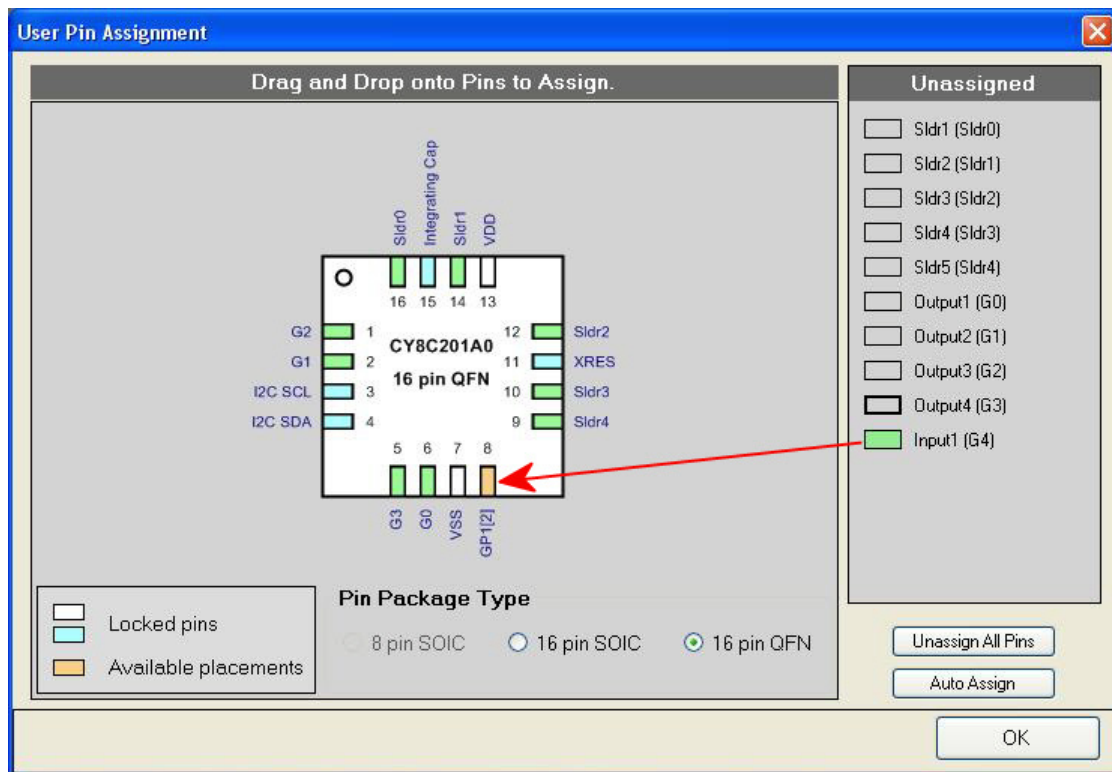 User Pin Assignment
Drag and Drop onto Pins to Assign.
Unassigned
Sldr0
Integrating Cap
Sldr1
VDD
16 15 14 13
G2 1
G1 2
I2C SCL 3
I2C SDA 4
CY8C201A0
16 pin QFN
12 Sldr2
11 XRES
10 Sldr3
9 Sldr4
5 6 7 8
G3
G0
VSS
GP1[2]
Sldr1 (Sldr0)
Sldr2 (Sldr1)
Sldr3 (Sldr2)
Sldr4 (Sldr3)
Sldr5 (Sldr4)
Output1 (G0)
Output2 (G1)
Output3 (G2)
Output4 (G3)
Input1 (G4)
Locked pins
Available placements
Pin Package Type
8 pin SOIC
16 pin SOIC
16 pin QFN
Unassign All Pins
Auto Assign
OK